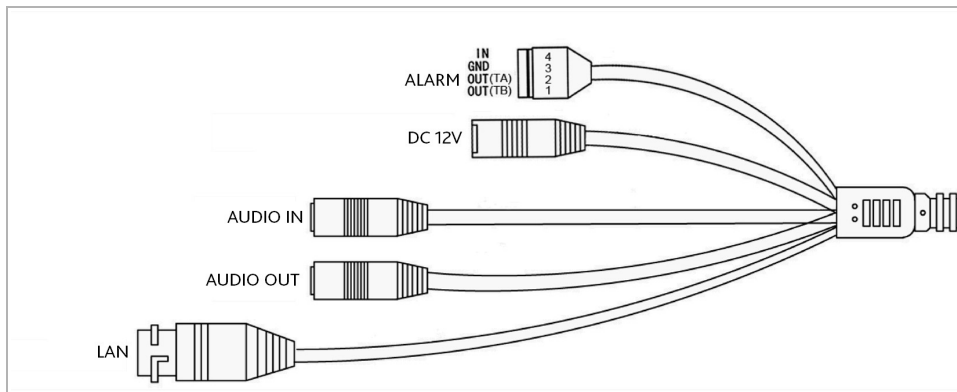 IN 4
GND 3
ALARM OUT(TA) 2
OUT(TB) 1
DC 12V
AUDIO IN
AUDIO OUT
LAN